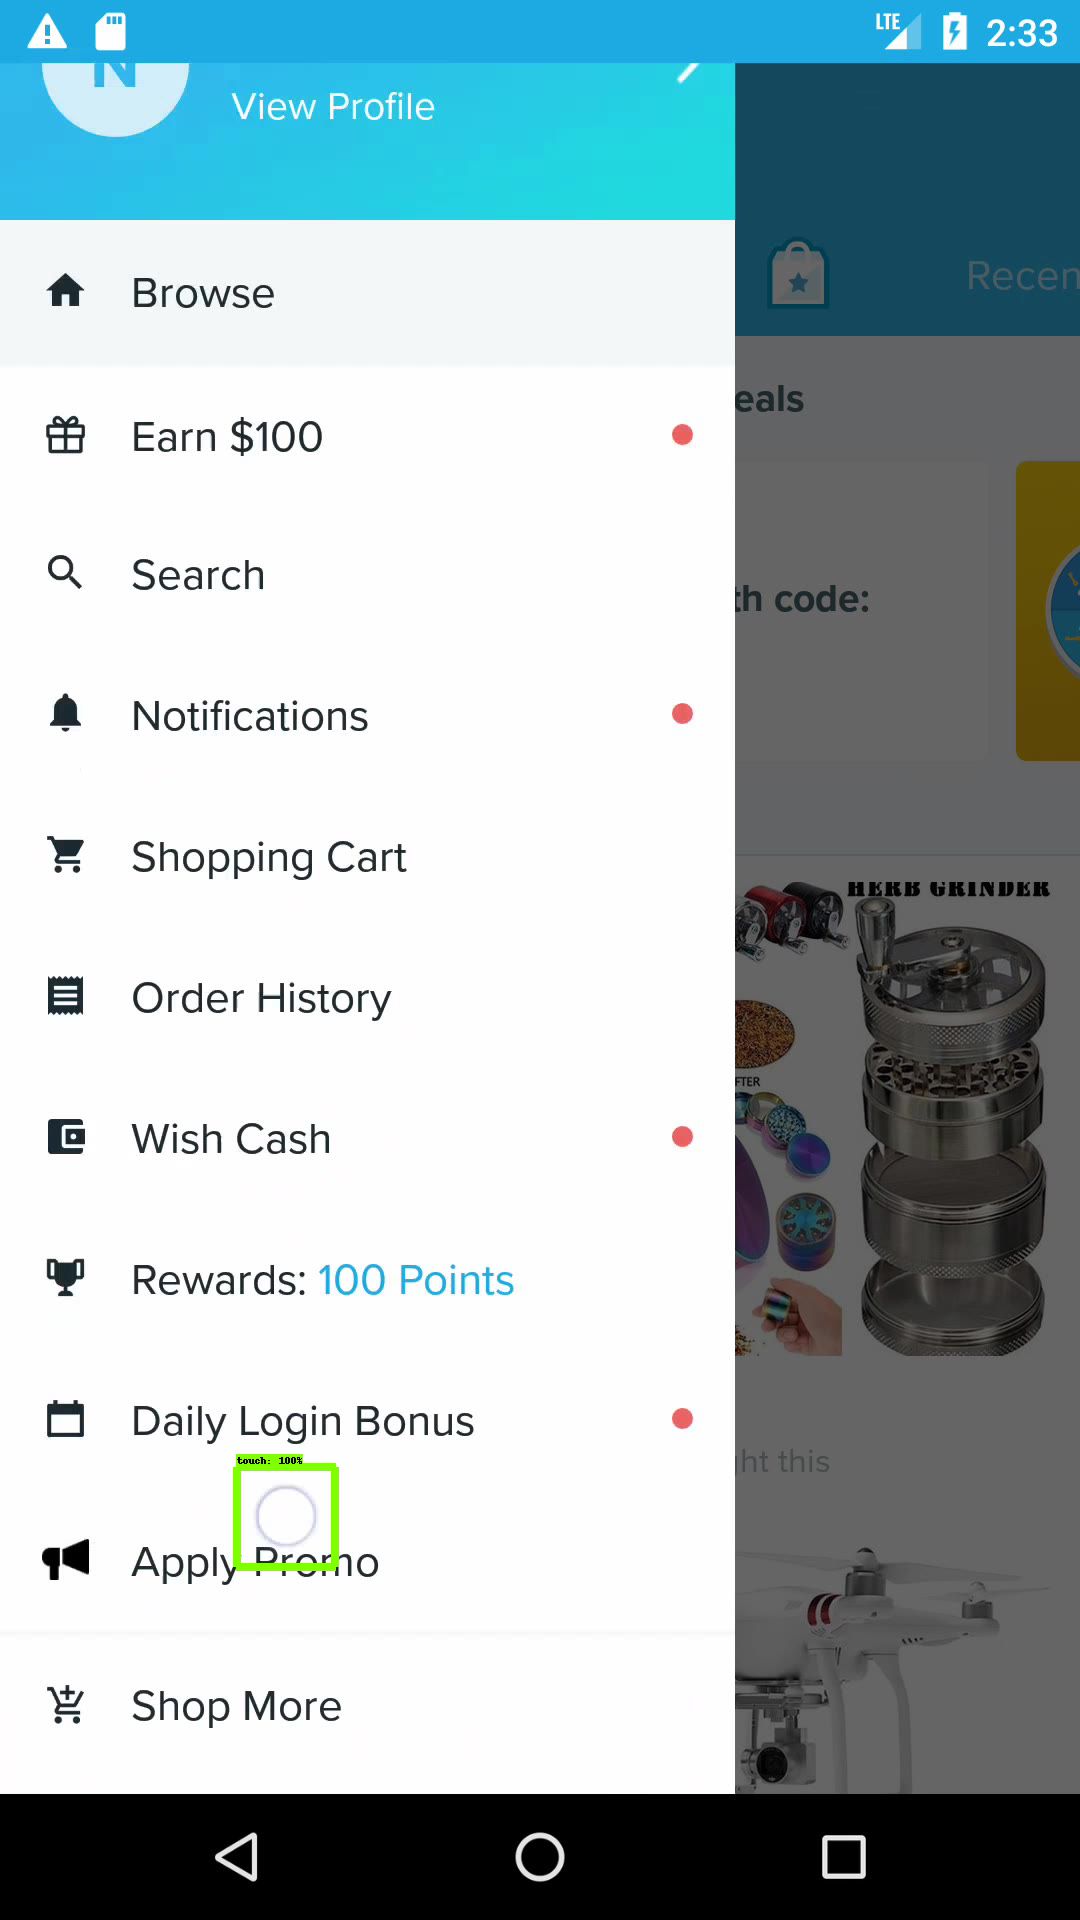 LTE 2:33
N
View Profile
Browse
Recen
Earn $100
eals
Search
th code:
Notifications
Shopping Cart
HERB GRINDER
Order History
FTER
Wish Cash
Rewards: 100 Points
Daily Login Bonus
ght this
touch: 100%
Apply Promo
Shop More